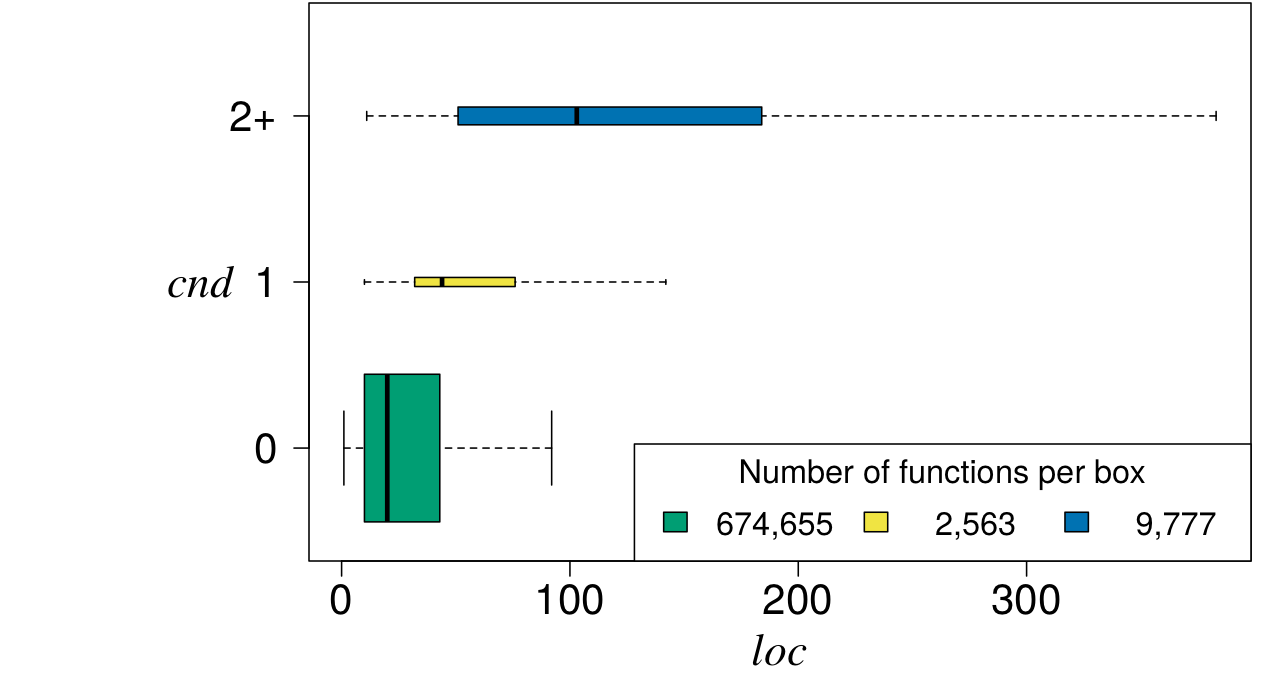 2+
cnd 1
0
Number of functions per box
674,655 2,563 9,777
0 100 200 300
loc